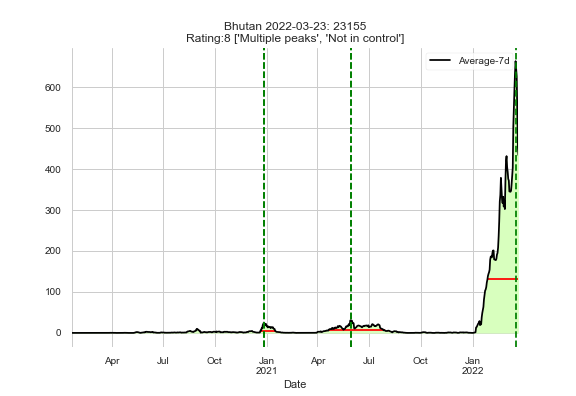 Bhutan 2022-03-23: 23155
Rating:8 ['Multiple peaks', 'Not in control']
Average-7d
600
500
400
300
200
100
0
Apr Jul Oct Jan Apr Jul Oct Jan
2021 2022
Date